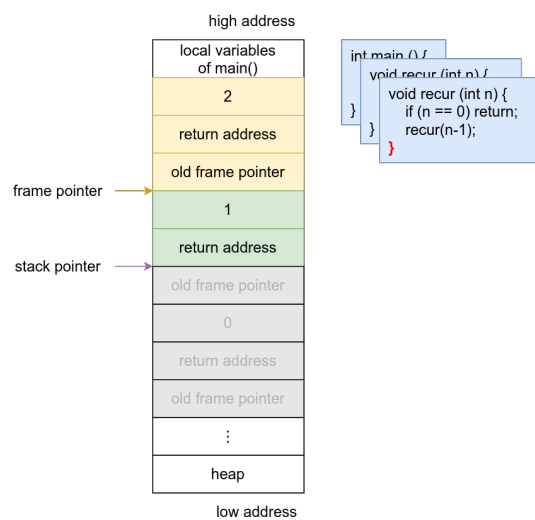 high address
local variables
of main()
2
return address
old frame pointer
frame pointer
1
return address
stack pointer
old frame pointer
0
return address
old frame pointer
⋮
heap
low address
int main () {
}
void recur (int n) {
}
void recur (int n) {
if (n == 0) return;
recur(n-1);
}